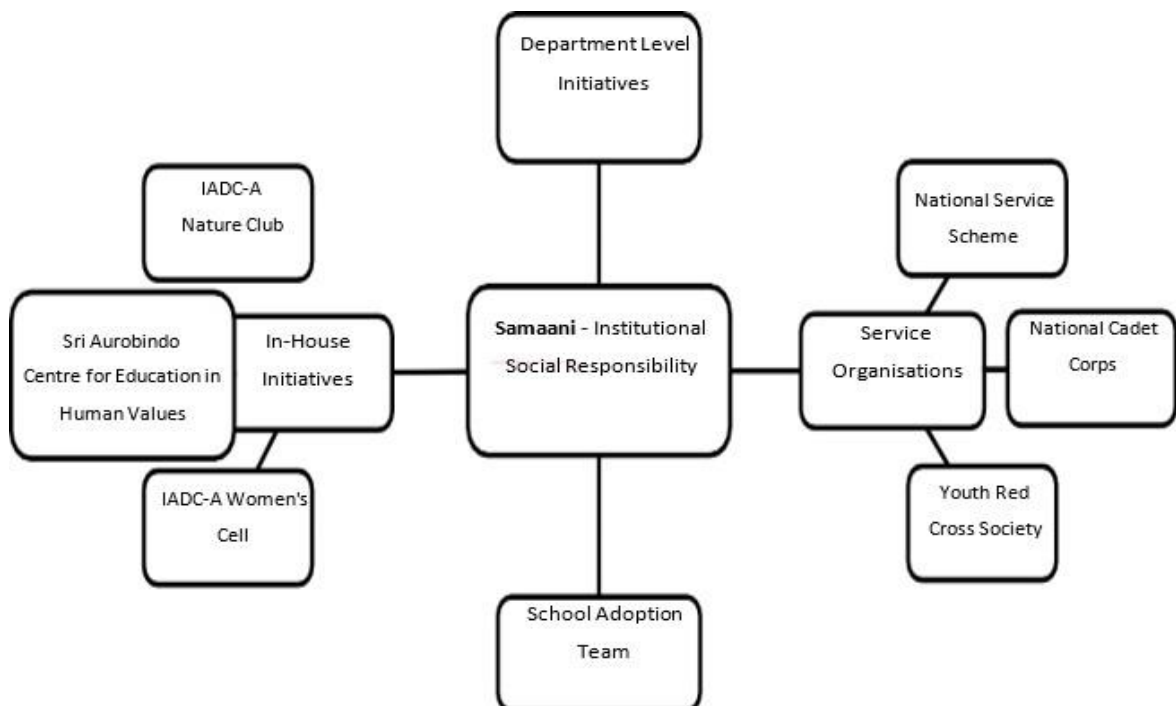 Department Level
Initiatives
IADC-A
Nature Club
National Service
Scheme
Sri Aurobindo
Centre for Education in
Human Values
In-House
Initiatives
Samaani - Institutional
Social Responsibility
Service
Organisations
National Cadet
Corps
IADC-A Women's
Cell
Youth Red
Cross Society
School Adoption
Team